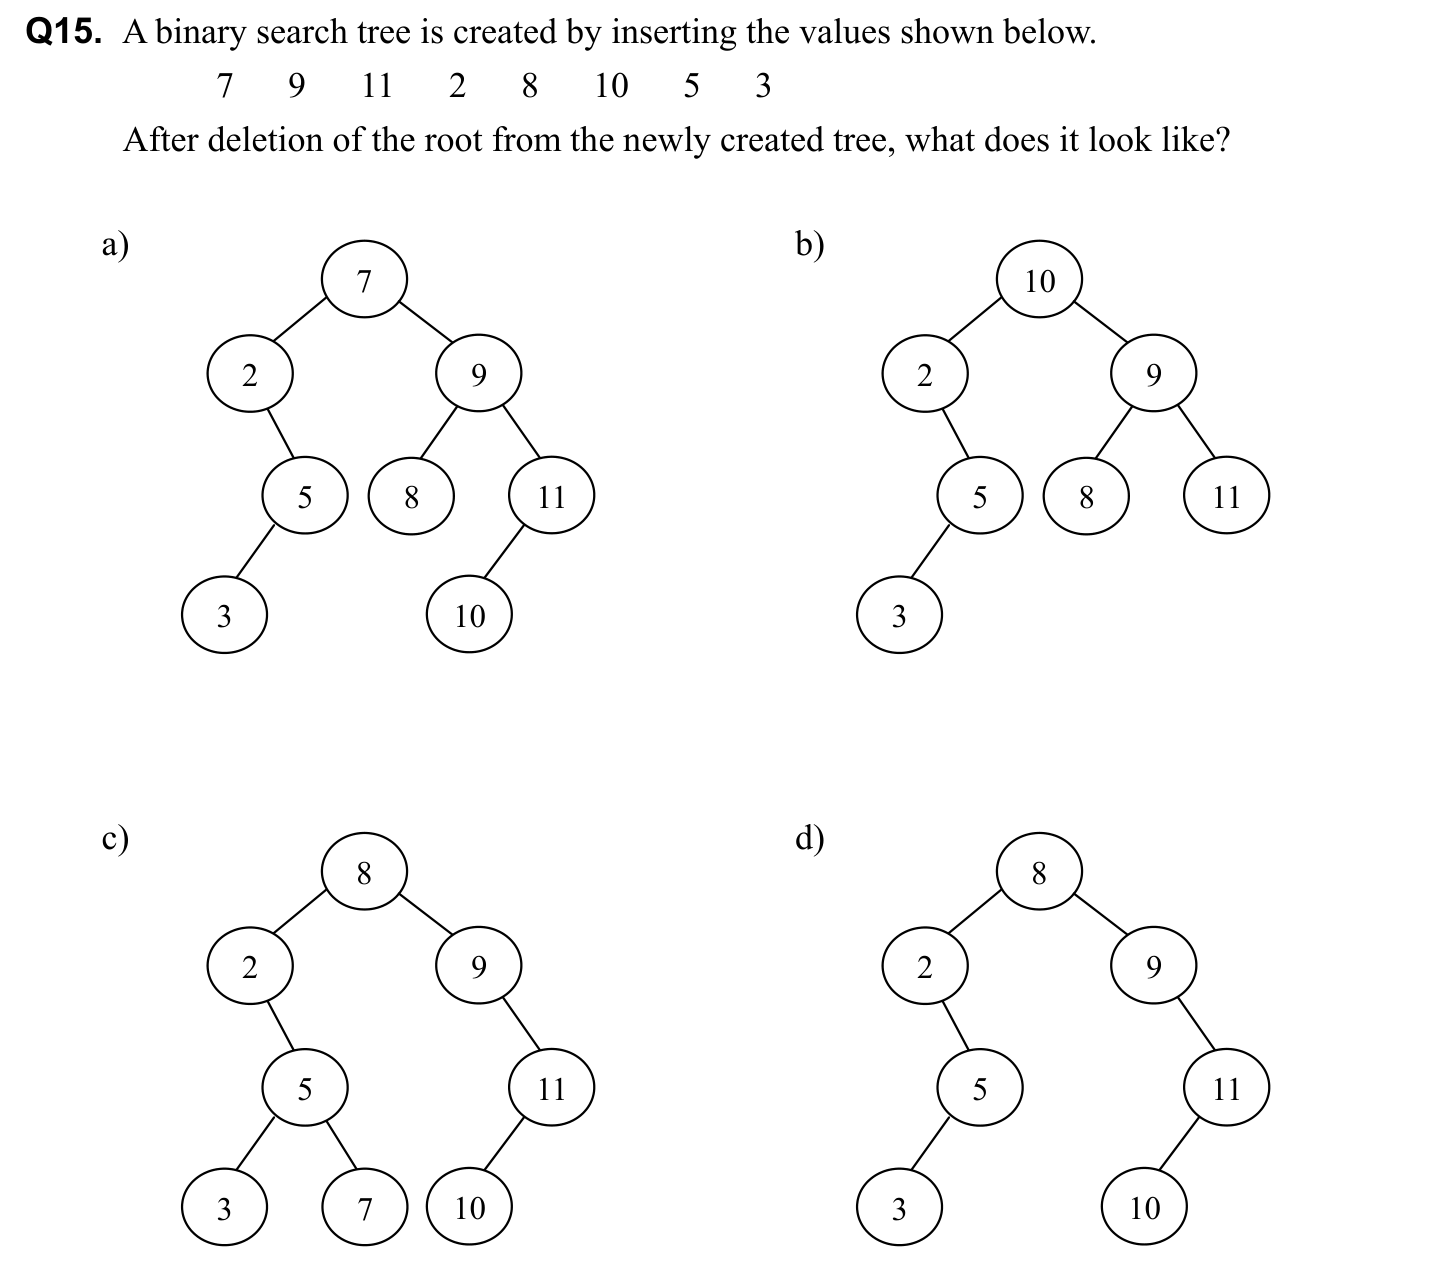 Q15. A binary search tree is created by inserting the values shown below.
7 9 11 2 8 10 5 3
After deletion of the root from the newly created tree, what does it look like?
a)
7
2 9
5 8 11
3 10
b)
10
2 9
5 8 11
3
c)
8
2 9
5 11
3 7 10
d)
8
2 9
5 11
3 10